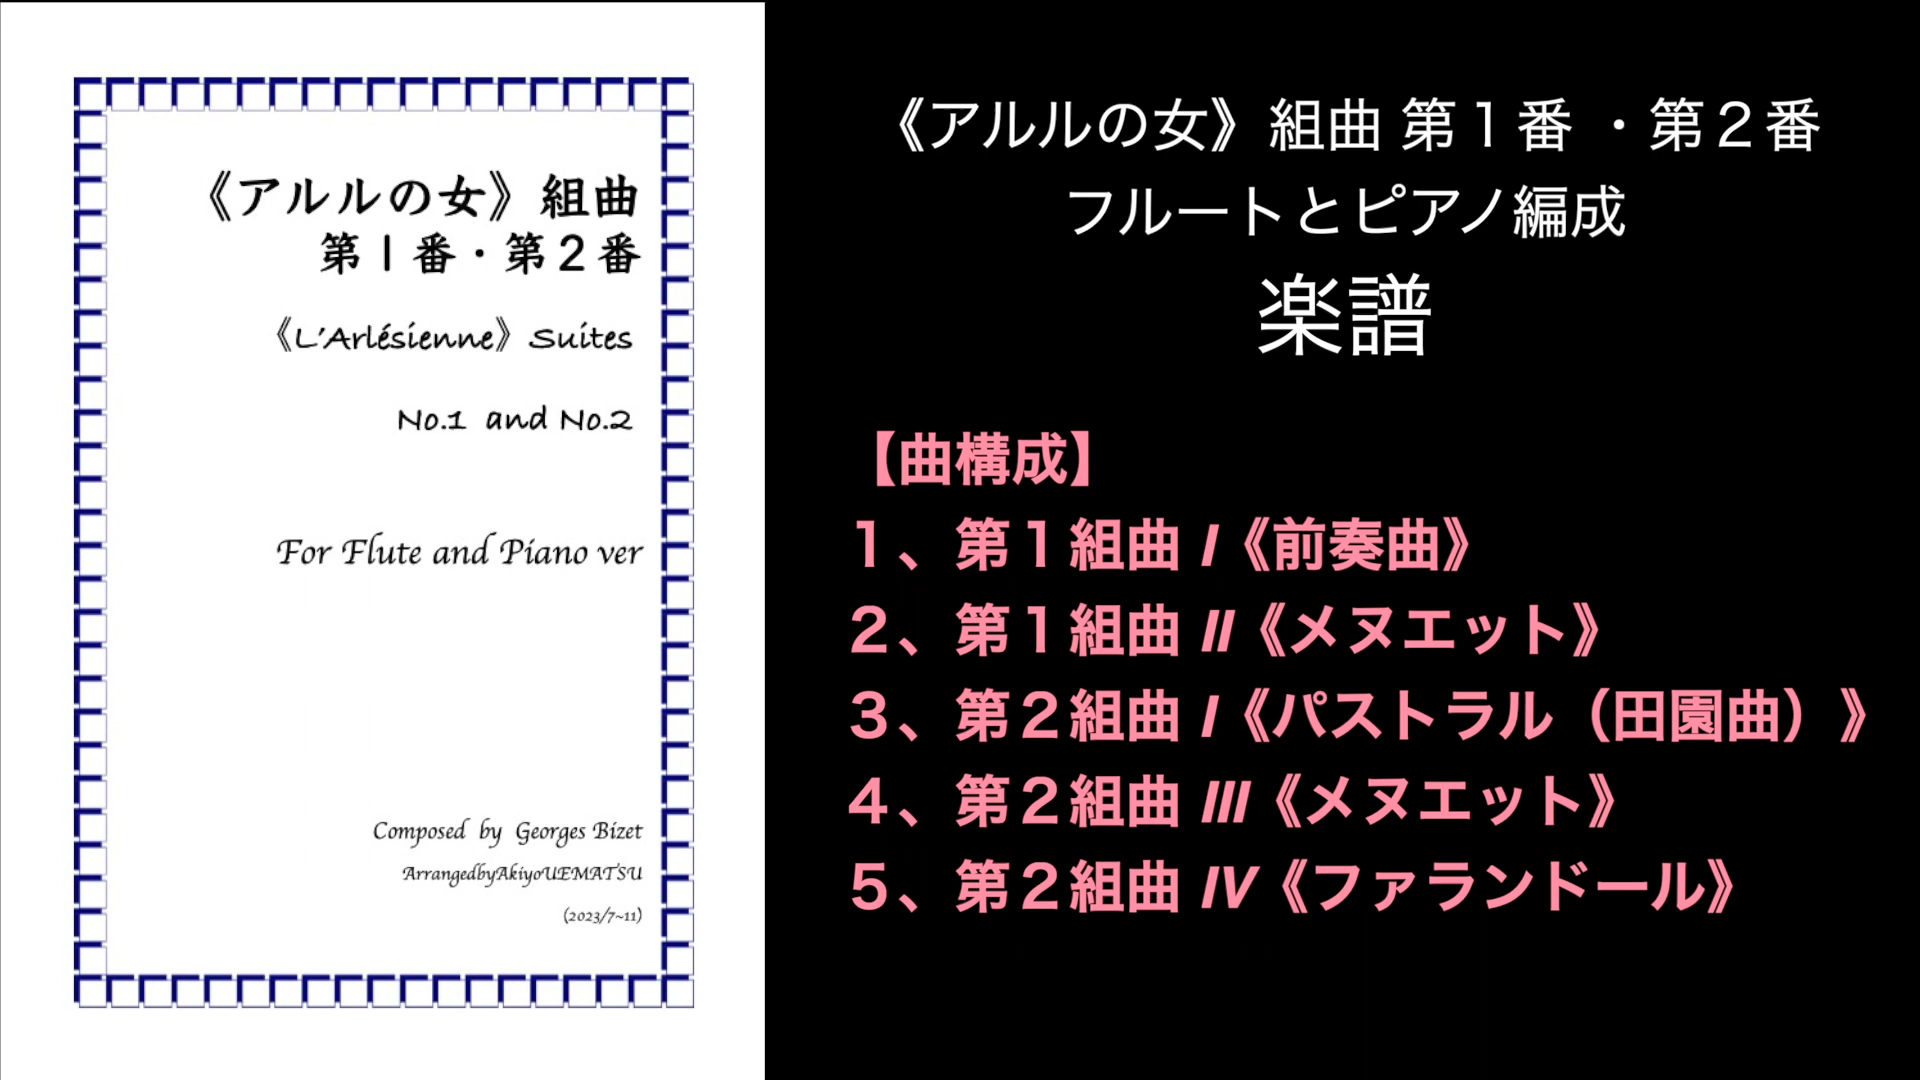 《アルルの女》組曲
第１番・第２番
《L’Arlésienne》Suites
No.1 and No.2
For Flute and Piano ver
Composed by Georges Bizet
ArrangedbyAkiyoUEMATSU
(2023/7~11)
《アルルの女》組曲 第１番 ・第２番
フルートとピアノ編成
楽譜
【曲構成】
１、第１組曲 I《前奏曲》
２、第１組曲 II《メヌエット》
３、第２組曲 I《パストラル（田園曲）》
４、第２組曲 III《メヌエット》
５、第２組曲 IV《ファランドール》